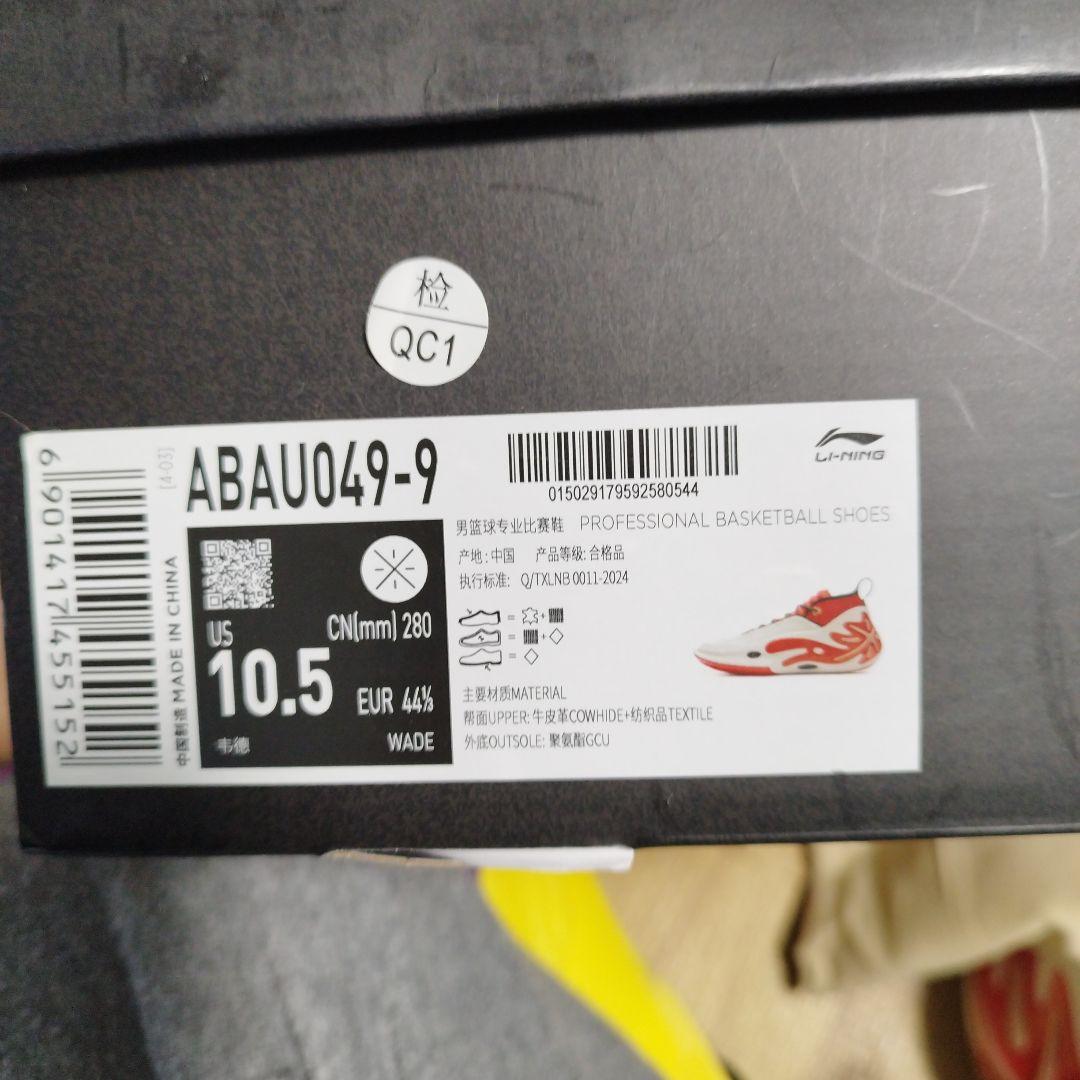 检
QC1
6 901417 455152
[4-03]
中国制造 MADE IN CHINA
ABAU049-9
015029179592580544
LI-NING
男篮球专业比赛鞋 PROFESSIONAL BASKETBALL SHOES
产地: 中国 产品等级: 合格品
执行标准: Q/TXLNB 0011-2024
US
CN(mm) 280
10.5
EUR 44⅓
韦德
WADE
= +
= +
=
主要材质MATERIAL
帮面UPPER: 牛皮革COWHIDE+纺织品TEXTILE
外底OUTSOLE: 聚氨酯GCU